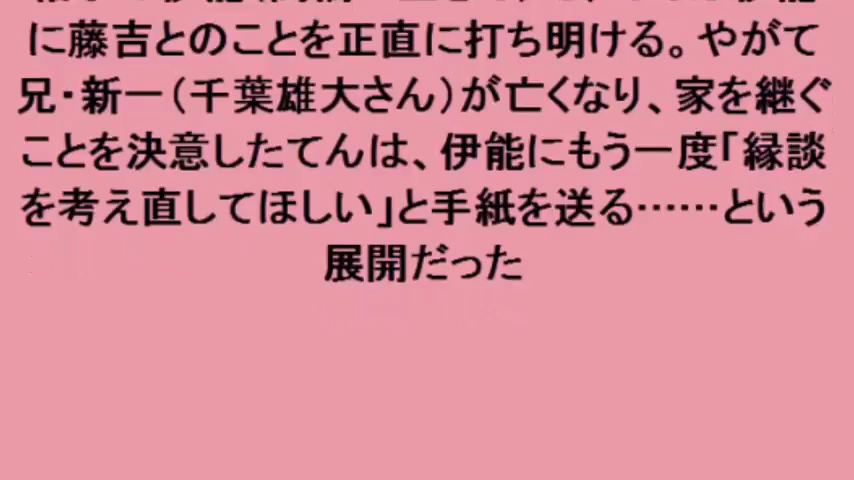 に藤吉とのことを正直に打ち明ける。やがて
兄・新一（千葉雄大さん）が亡くなり、家を継ぐ
ことを決意したてんは、伊能にもう一度「縁談
を考え直してほしい」と手紙を送る……という
展開だった